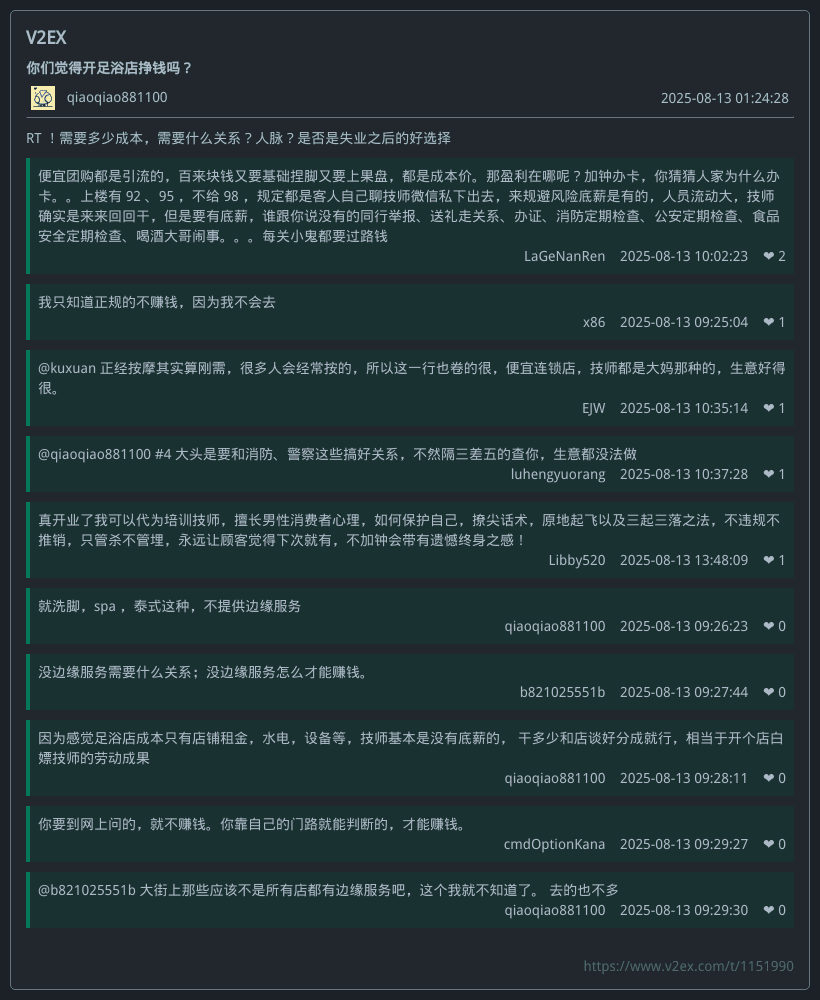 V2EX
你们觉得开足浴店挣钱吗？
qiaoqiao881100
2025-08-13 01:24:28
RT ！需要多少成本，需要什么关系？人脉？是否是失业之后的好选择
便宜团购都是引流的，百来块钱又要基础捏脚又要上果盘，都是成本价。那盈利在哪呢？加钟办卡，你猜猜人家为什么办
卡。。上楼有 92 、95 ，不给 98 ，规定都是客人自己聊技师微信私下出去，来规避风险底薪是有的，人员流动大，技师
确实是来来回回干，但是要有底薪，谁跟你说没有的同行举报、送礼走关系、办证、消防定期检查、公安定期检查、食品
安全定期检查、喝酒大哥闹事。。。每关小鬼都要过路钱
LaGeNanRen 2025-08-13 10:02:23 ❤ 2
我只知道正规的不赚钱，因为我不会去
x86 2025-08-13 09:25:04 ❤ 1
@kuxuan 正经按摩其实算刚需，很多人会经常按的，所以这一行也卷的很，便宜连锁店，技师都是大妈那种的，生意好得
很。
EJW 2025-08-13 10:35:14 ❤ 1
@qiaoqiao881100 #4 大头是要和消防、警察这些搞好关系，不然隔三差五的查你，生意都没法做
luhengyuorang 2025-08-13 10:37:28 ❤ 1
真开业了我可以代为培训技师，擅长男性消费者心理，如何保护自己，撩尖话术，原地起飞以及三起三落之法，不违规不
推销，只管杀不管埋，永远让顾客觉得下次就有，不加钟会带有遗憾终身之感！
Libby520 2025-08-13 13:48:09 ❤ 1
就洗脚，spa ，泰式这种，不提供边缘服务
qiaoqiao881100 2025-08-13 09:26:23 ❤ 0
没边缘服务需要什么关系；没边缘服务怎么才能赚钱。
b821025551b 2025-08-13 09:27:44 ❤ 0
因为感觉足浴店成本只有店铺租金，水电，设备等，技师基本是没有底薪的， 干多少和店谈好分成就行，相当于开个店白
嫖技师的劳动成果
qiaoqiao881100 2025-08-13 09:28:11 ❤ 0
你要到网上问的，就不赚钱。你靠自己的门路就能判断的，才能赚钱。
cmdOptionKana 2025-08-13 09:29:27 ❤ 0
@b821025551b 大街上那些应该不是所有店都有边缘服务吧，这个我就不知道了。 去的也不多
qiaoqiao881100 2025-08-13 09:29:30 ❤ 0
https://www.v2ex.com/t/1151990